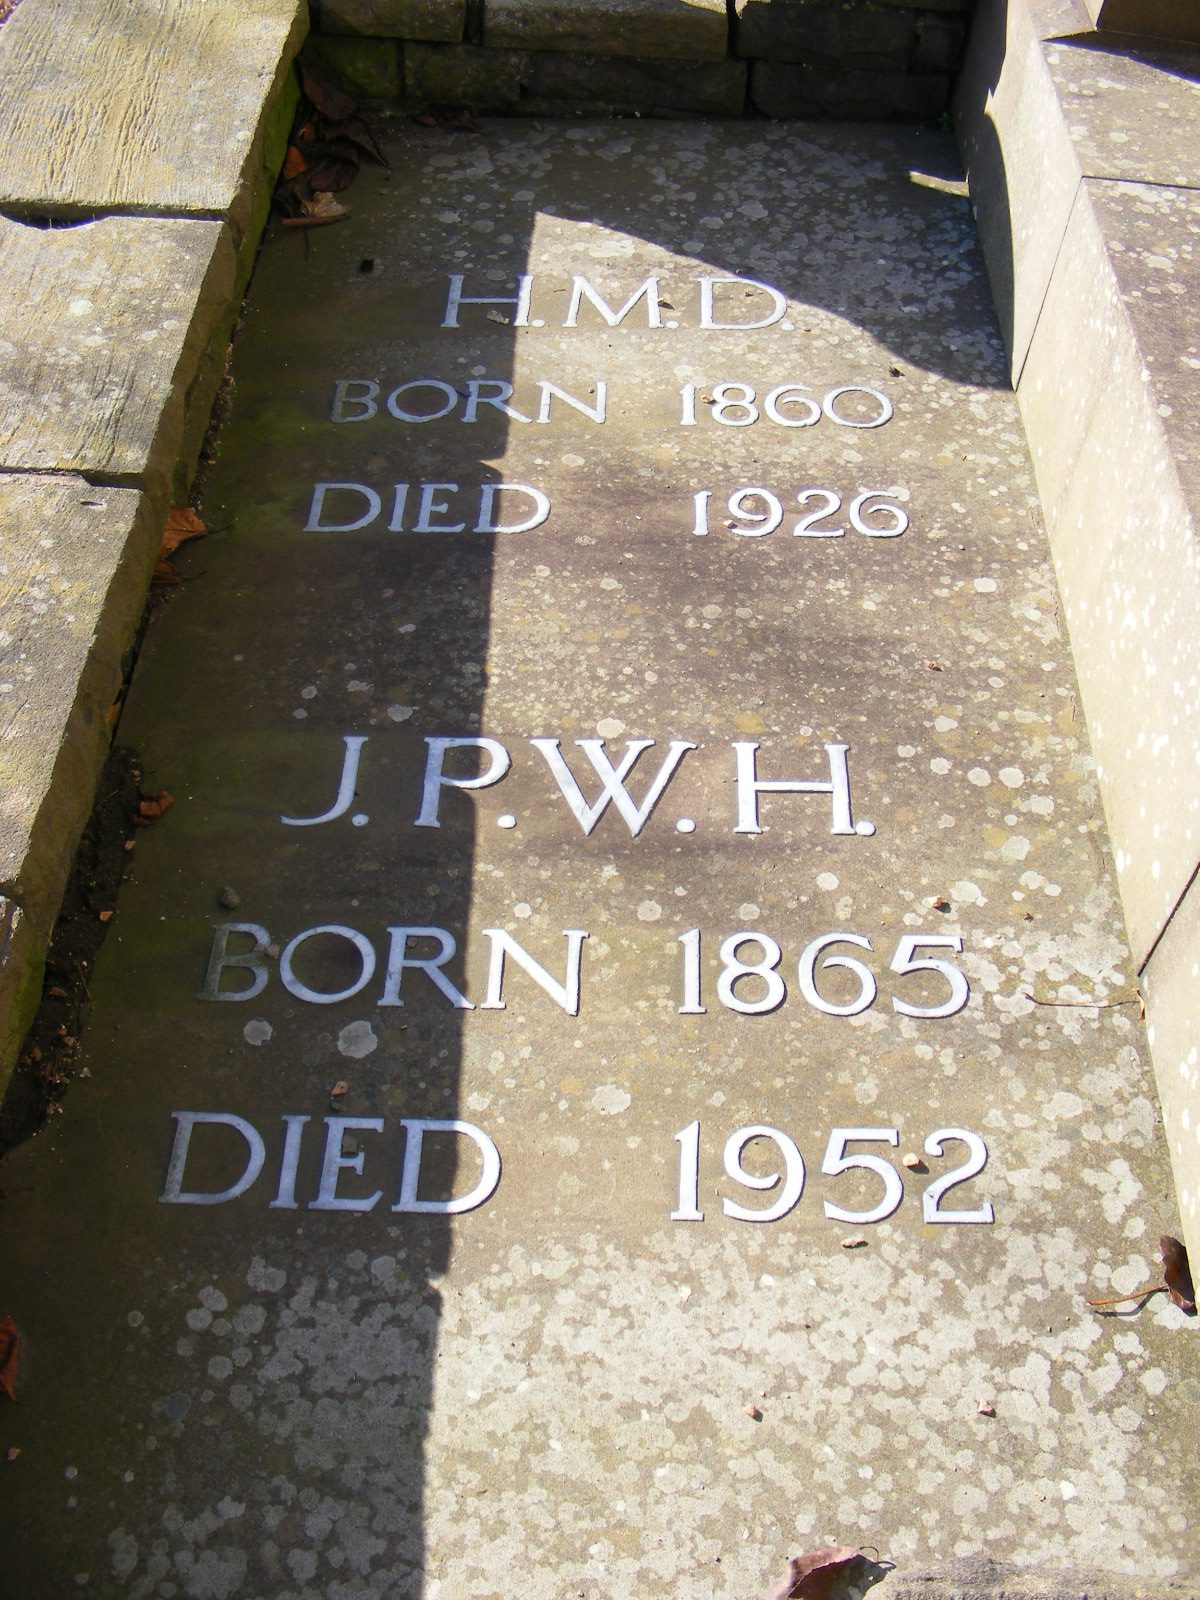 H.M.D.
BORN 1860
DIED 1926
J.P.W.H.
BORN 1865
DIED 1952